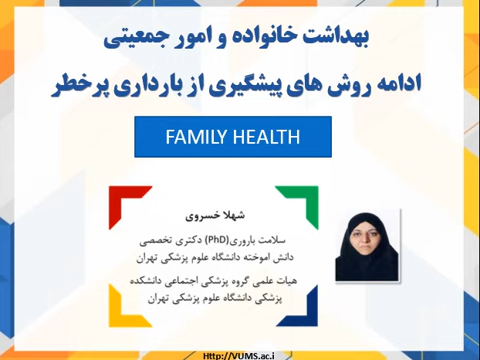 بهداشت خانواده و امور جمعیتی
ادامه روش های پیشگیری از بارداری پرخطر
FAMILY HEALTH
شهلا خسروی
سلامت باروری(PhD) دکتری تخصصی
دانش اموخته دانشگاه علوم پزشکی تهران
هیات علمی گروه پزشکی اجتماعی دانشکده
پزشکی دانشگاه علوم پزشکی تهران
Http://VUMS.ac.i